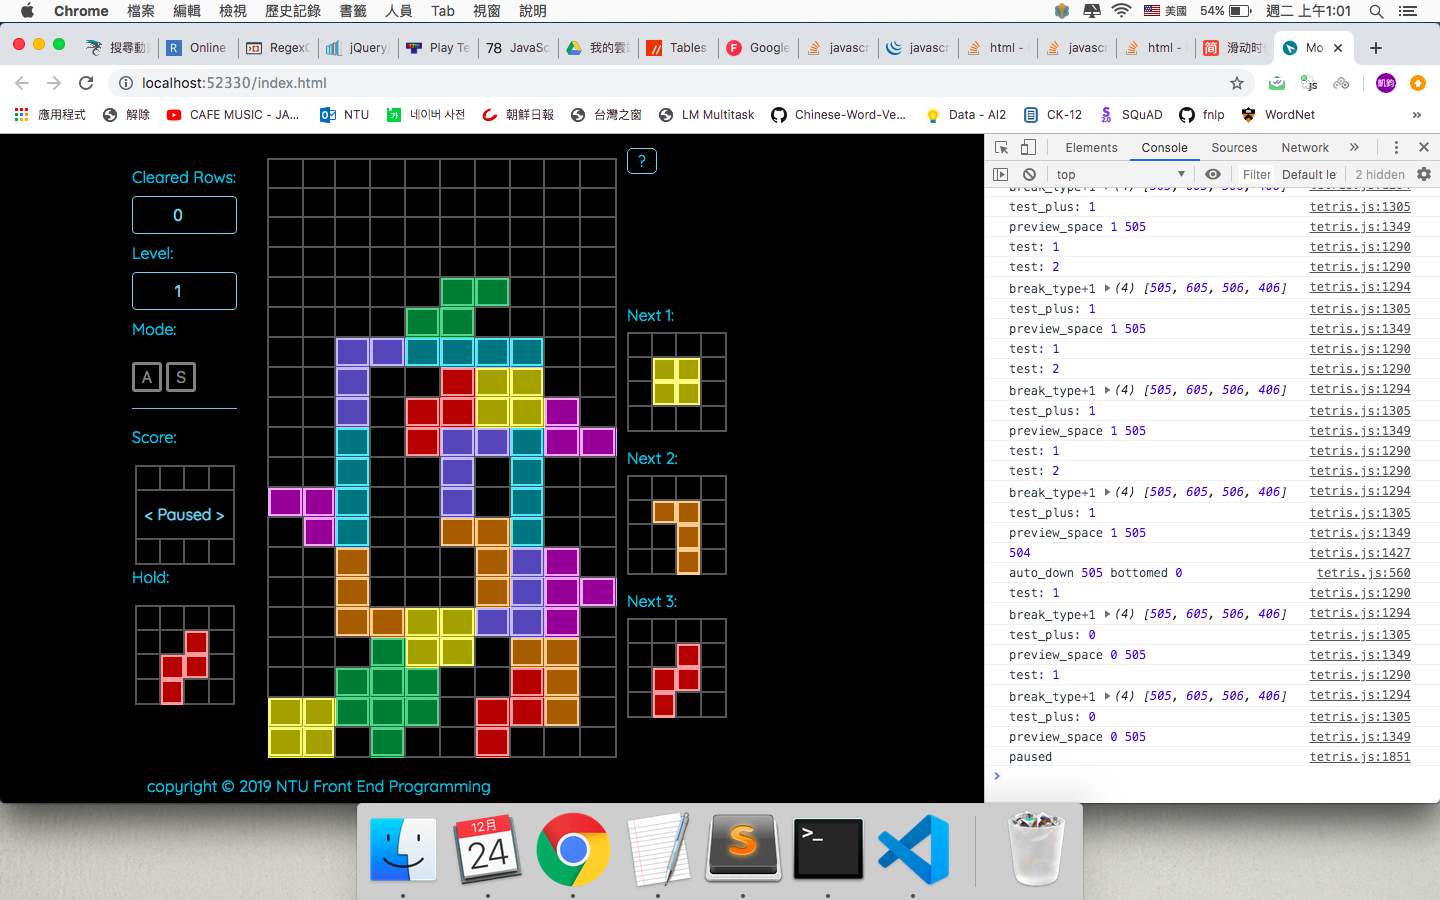 Chrome 檔案 編輯 檢視 歷史記錄 書籤 人員 Tab 視窗 說明 美國 54% 週二 上午1:01
搜尋動 R Online RegexC jQuery Play Te 78 JavaSc 我的雲 Tables Google javascr javascr html - javascr html - 简 滑动时 Mo
localhost:52330/index.html JS 凱鈞
應用程式 解除 CAFE MUSIC - JA... NTU 네이버 사전 朝鮮日報 台灣之窗 LM Multitask Chinese-Word-Ve... Data - AI2 CK-12 SQuAD fnlp WordNet »
Cleared Rows:
0
Level:
1
Mode:
A S
Score:
< Paused >
Hold:
?
Next 1:
Next 2:
Next 3:
copyright © 2019 NTU Front End Programming
Elements Console Sources Network »
top Filter Default le 2 hidden
break_type+1 (4) [505, 605, 506, 406] tetris.js:1294
test_plus: 1 tetris.js:1305
preview_space 1 505 tetris.js:1349
test: 1 tetris.js:1290
test: 2 tetris.js:1290
break_type+1 (4) [505, 605, 506, 406] tetris.js:1294
test_plus: 1 tetris.js:1305
preview_space 1 505 tetris.js:1349
test: 1 tetris.js:1290
test: 2 tetris.js:1290
break_type+1 (4) [505, 605, 506, 406] tetris.js:1294
test_plus: 1 tetris.js:1305
preview_space 1 505 tetris.js:1349
test: 1 tetris.js:1290
test: 2 tetris.js:1290
break_type+1 (4) [505, 605, 506, 406] tetris.js:1294
test_plus: 1 tetris.js:1305
preview_space 1 505 tetris.js:1349
504 tetris.js:1427
auto_down 505 bottomed 0 tetris.js:560
test: 1 tetris.js:1290
break_type+1 (4) [505, 605, 506, 406] tetris.js:1294
test_plus: 0 tetris.js:1305
preview_space 0 505 tetris.js:1349
test: 1 tetris.js:1290
break_type+1 (4) [505, 605, 506, 406] tetris.js:1294
test_plus: 0 tetris.js:1305
preview_space 0 505 tetris.js:1349
paused tetris.js:1851
>
12月
24
S
>_